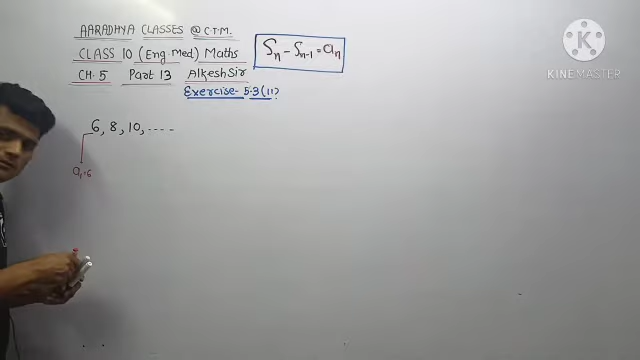 AARADHYA CLASSES @ C.T.M.
CLASS 10 (Eng.Med) Maths
CH.5 Part 13 AlkeshSir
Exercise-5.3(11)
Sn - Sn-1 = an
6, 8, 10, ----
a1=6
KINEMASTER